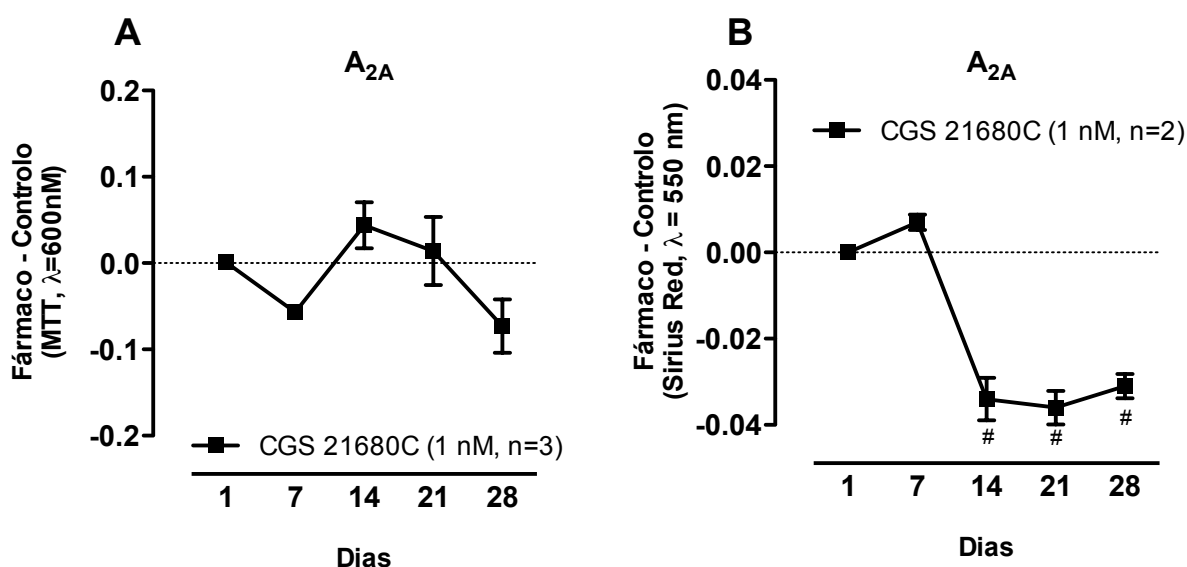 A
A2A
Fármaco - Controlo
(MTT, λ=600nM)
0.2
0.1
0.0
-0.1
-0.2
CGS 21680C (1 nM, n=3)
1 7 14 21 28
Dias
B
A2A
Fármaco - Controlo
(Sirius Red, λ = 550 nm)
0.04
0.02
0.00
-0.02
-0.04
CGS 21680C (1 nM, n=2)
# # #
1 7 14 21 28
Dias